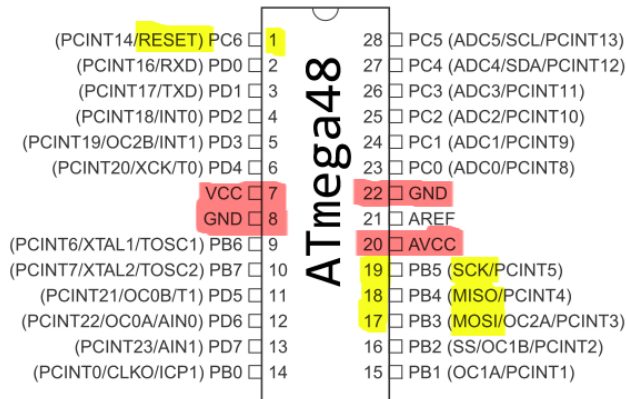 (PCINT14/RESET) PC6 1
(PCINT16/RXD) PD0 2
(PCINT17/TXD) PD1 3
(PCINT18/INT0) PD2 4
(PCINT19/OC2B/INT1) PD3 5
(PCINT20/XCK/T0) PD4 6
VCC 7
GND 8
(PCINT6/XTAL1/TOSC1) PB6 9
(PCINT7/XTAL2/TOSC2) PB7 10
(PCINT21/OC0B/T1) PD5 11
(PCINT22/OC0A/AIN0) PD6 12
(PCINT23/AIN1) PD7 13
(PCINT0/CLKO/ICP1) PB0 14
ATmega48
28 PC5 (ADC5/SCL/PCINT13)
27 PC4 (ADC4/SDA/PCINT12)
26 PC3 (ADC3/PCINT11)
25 PC2 (ADC2/PCINT10)
24 PC1 (ADC1/PCINT9)
23 PC0 (ADC0/PCINT8)
22 GND
21 AREF
20 AVCC
19 PB5 (SCK/PCINT5)
18 PB4 (MISO/PCINT4)
17 PB3 (MOSI/OC2A/PCINT3)
16 PB2 (SS/OC1B/PCINT2)
15 PB1 (OC1A/PCINT1)